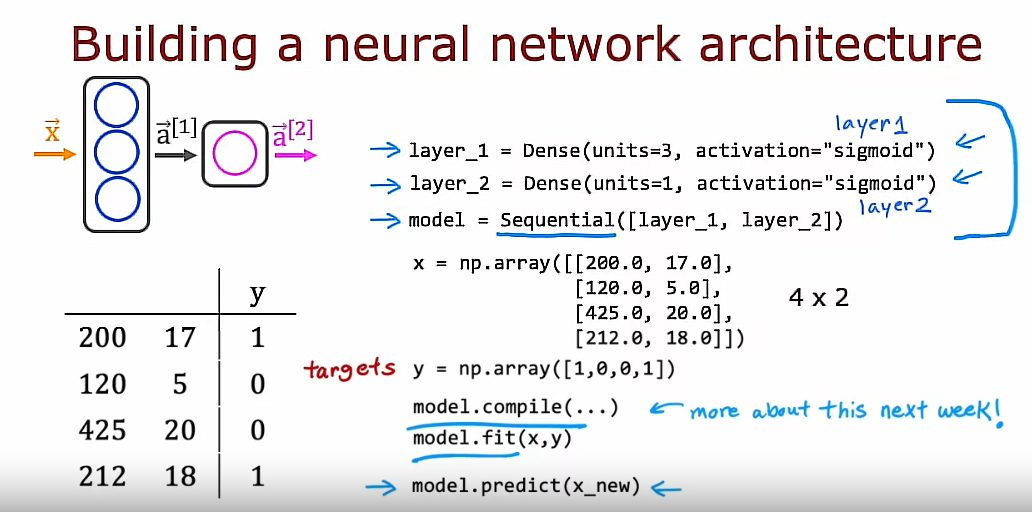 Building a neural network architecture
x⃗
a⃗[1]
a⃗[2]
layer1
layer_1 = Dense(units=3, activation="sigmoid")
layer_2 = Dense(units=1, activation="sigmoid")
layer2
model = Sequential([layer_1, layer_2])
x = np.array([[200.0, 17.0],
[120.0, 5.0],
[425.0, 20.0],
[212.0, 18.0]])
4 x 2
y
200 17 1
120 5 0
425 20 0
212 18 1
targets y = np.array([1,0,0,1])
model.compile(...) more about this next week!
model.fit(x,y)
model.predict(x_new)